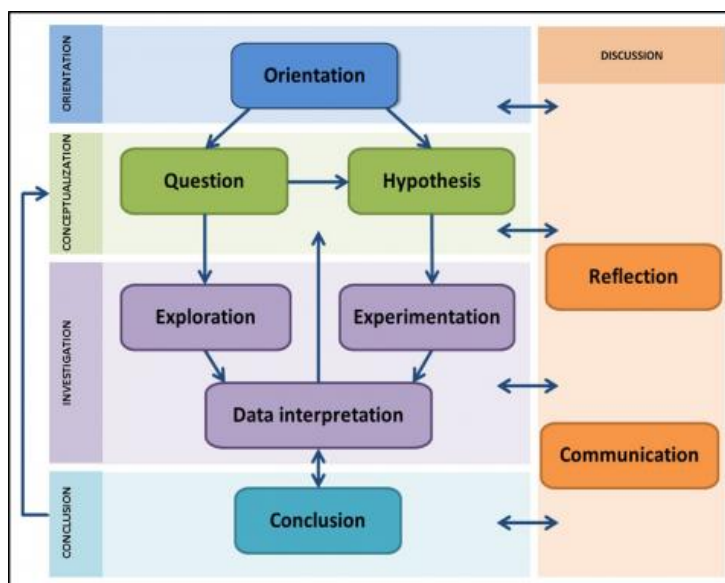 ORIENTATION
Orientation
DISCUSSION
CONCEPTUALIZATION
Question
Hypothesis
Reflection
INVESTIGATION
Exploration
Experimentation
Data interpretation
Communication
CONCLUSION
Conclusion